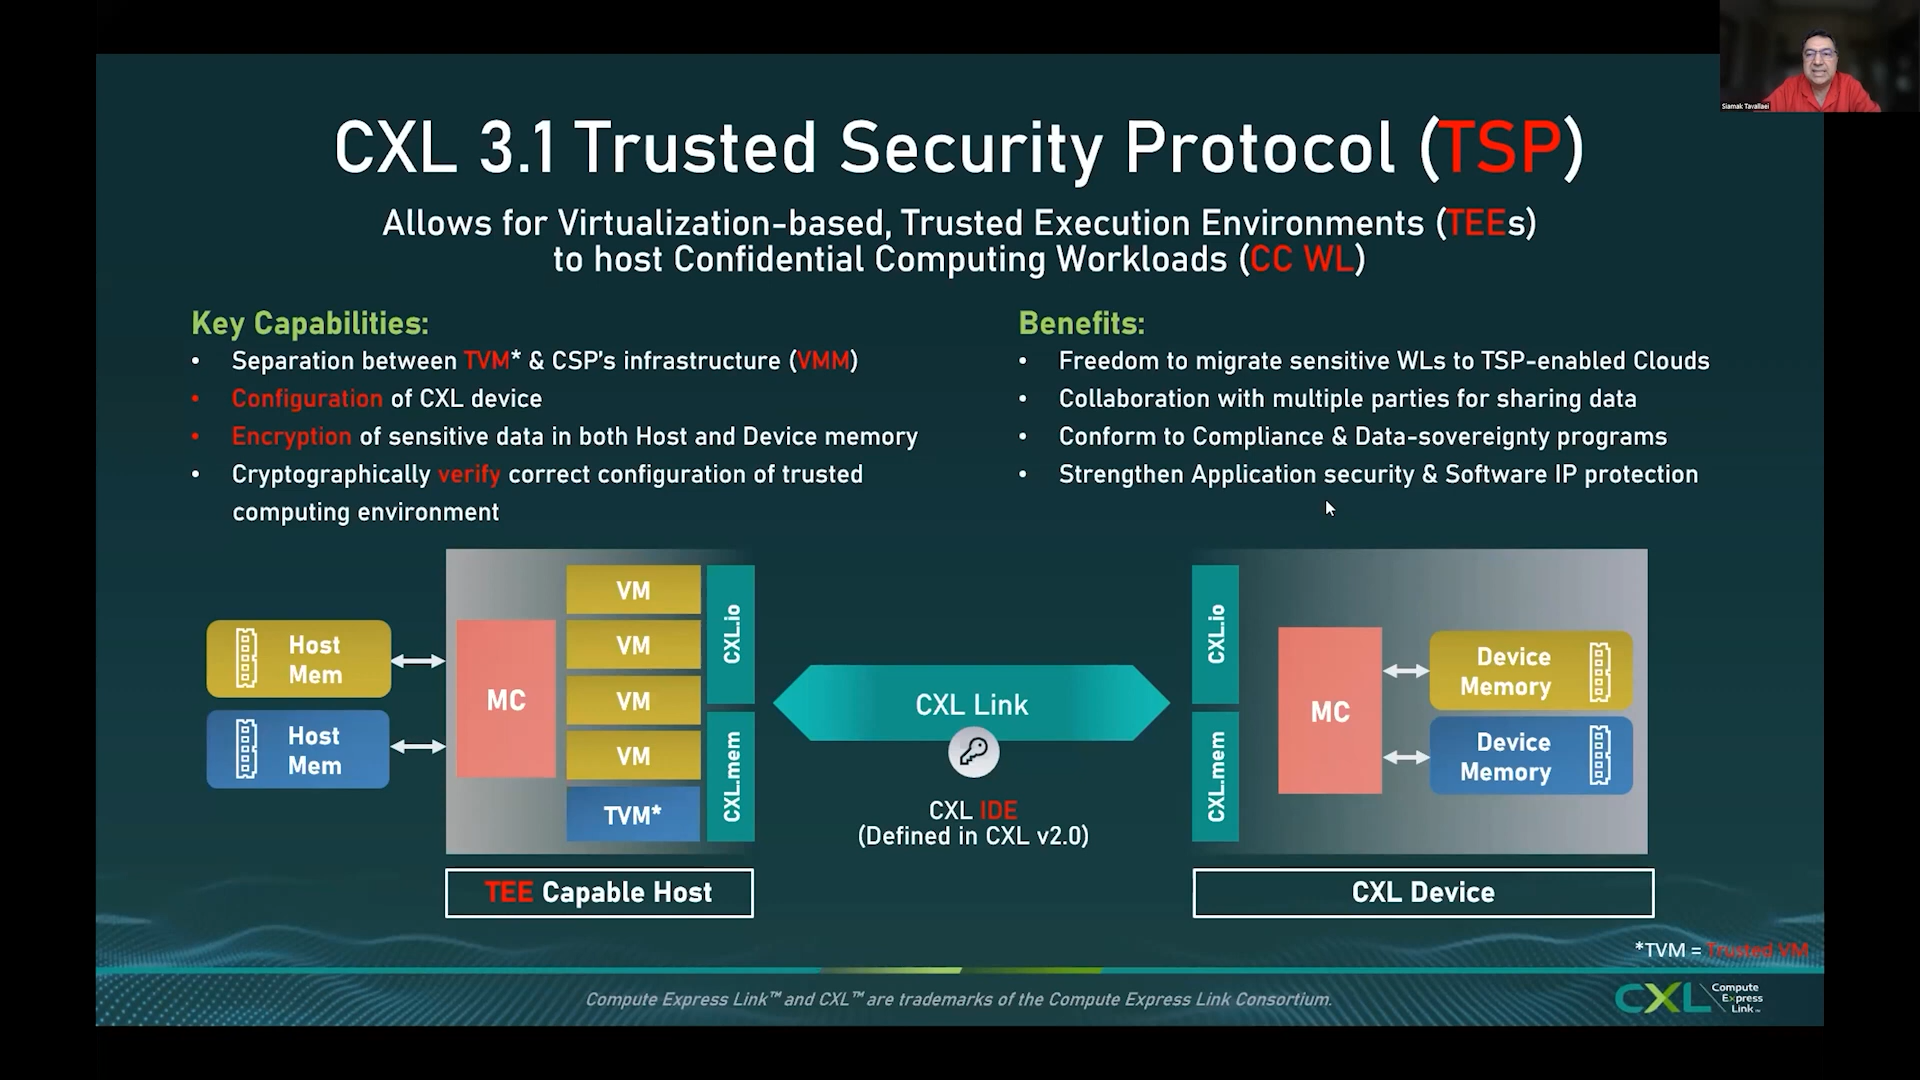 Siamak Tavallaei
CXL 3.1 Trusted Security Protocol (TSP)
Allows for Virtualization-based, Trusted Execution Environments (TEEs)
to host Confidential Computing Workloads (CC WL)
Key Capabilities:
• Separation between TVM* & CSP's infrastructure (VMM)
• Configuration of CXL device
• Encryption of sensitive data in both Host and Device memory
• Cryptographically verify correct configuration of trusted
computing environment
Benefits:
• Freedom to migrate sensitive WLs to TSP-enabled Clouds
• Collaboration with multiple parties for sharing data
• Conform to Compliance & Data-sovereignty programs
• Strengthen Application security & Software IP protection
Host
Mem
Host
Mem
MC
VM
VM
VM
VM
TVM*
CXL.io
CXL.mem
TEE Capable Host
CXL Link
CXL IDE
(Defined in CXL v2.0)
CXL.io
CXL.mem
MC
Device
Memory
Device
Memory
CXL Device
*TVM = Trusted VM
Compute Express Link™ and CXL™ are trademarks of the Compute Express Link Consortium.
CXL
Compute
Express
Link™